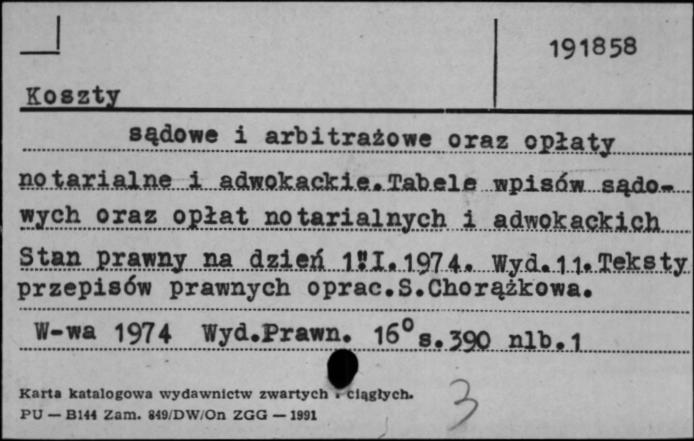 191858
Koszty
sądowe i arbitrażowe oraz opłaty
notarialne i adwokackie.Tabele wpisów sądo-
wych oraz opłat notarialnych i adwokackich
Stan prawny na dzień 1.I.1974. Wyd.11.Teksty
przepisów prawnych oprac.S.Chorążkowa.
W-wa 1974 Wyd.Prawn. 16° s.390 nlb.1
Karta katalogowa wydawnictw zwartych i ciągłych.
PU — B144 Zam. 849/DW/On ZGG — 1991
3